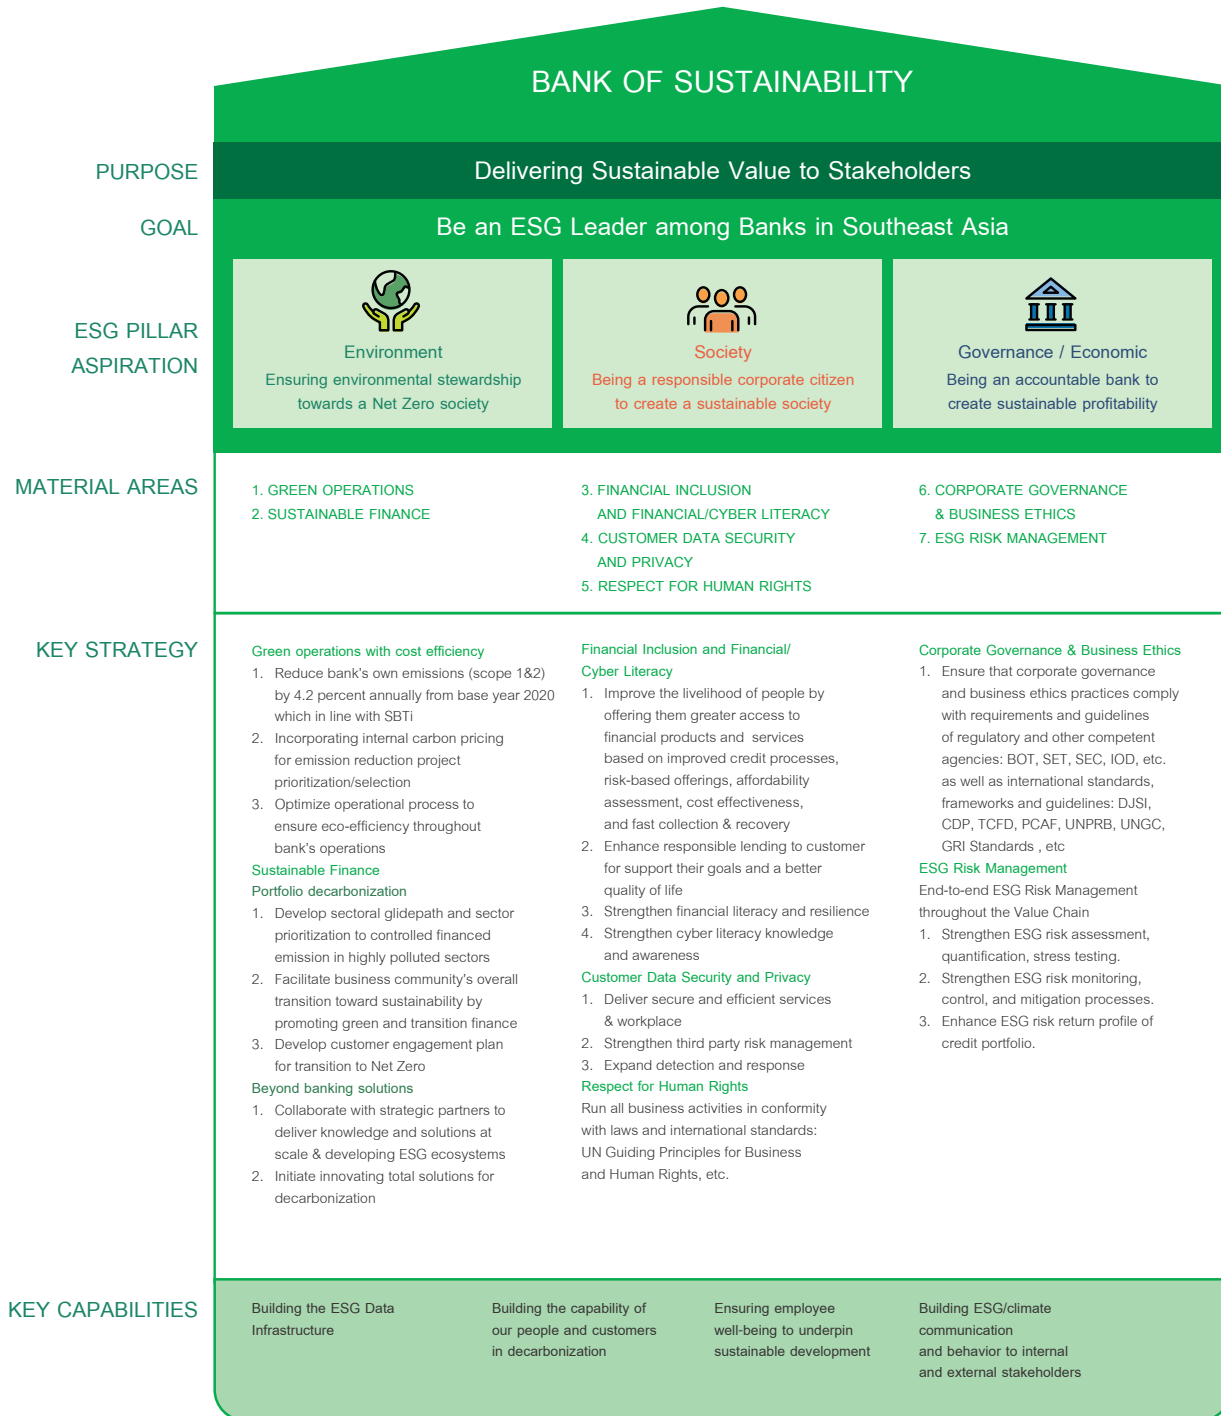 BANK OF SUSTAINABILITY
PURPOSE
Delivering Sustainable Value to Stakeholders
GOAL
Be an ESG Leader among Banks in Southeast Asia
ESG PILLAR
ASPIRATION
Environment
Ensuring environmental stewardship
towards a Net Zero society
Society
Being a responsible corporate citizen
to create a sustainable society
Governance / Economic
Being an accountable bank to
create sustainable profitability
MATERIAL AREAS
1. GREEN OPERATIONS
2. SUSTAINABLE FINANCE
3. FINANCIAL INCLUSION
AND FINANCIAL/CYBER LITERACY
4. CUSTOMER DATA SECURITY
AND PRIVACY
5. RESPECT FOR HUMAN RIGHTS
6. CORPORATE GOVERNANCE
& BUSINESS ETHICS
7. ESG RISK MANAGEMENT
KEY STRATEGY
Green operations with cost efficiency
1. Reduce bank's own emissions (scope 1&2)
by 4.2 percent annually from base year 2020
which in line with SBTi
2. Incorporating internal carbon pricing
for emission reduction project
prioritization/selection
3. Optimize operational process to
ensure eco-efficiency throughout
bank's operations
Sustainable Finance
Portfolio decarbonization
1. Develop sectoral glidepath and sector
prioritization to controlled financed
emission in highly polluted sectors
2. Facilitate business community's overall
transition toward sustainability by
promoting green and transition finance
3. Develop customer engagement plan
for transition to Net Zero
Beyond banking solutions
1. Collaborate with strategic partners to
deliver knowledge and solutions at
scale & developing ESG ecosystems
2. Initiate innovating total solutions for
decarbonization
Financial Inclusion and Financial/
Cyber Literacy
1. Improve the livelihood of people by
offering them greater access to
financial products and services
based on improved credit processes,
risk-based offerings, affordability
assessment, cost effectiveness,
and fast collection & recovery
2. Enhance responsible lending to customer
for support their goals and a better
quality of life
3. Strengthen financial literacy and resilience
4. Strengthen cyber literacy knowledge
and awareness
Customer Data Security and Privacy
1. Deliver secure and efficient services
& workplace
2. Strengthen third party risk management
3. Expand detection and response
Respect for Human Rights
Run all business activities in conformity
with laws and international standards:
UN Guiding Principles for Business
and Human Rights, etc.
Corporate Governance & Business Ethics
1. Ensure that corporate governance
and business ethics practices comply
with requirements and guidelines
of regulatory and other competent
agencies: BOT, SET, SEC, IOD, etc.
as well as international standards,
frameworks and guidelines: DJSI,
CDP, TCFD, PCAF, UNPRB, UNGC,
GRI Standards , etc
ESG Risk Management
End-to-end ESG Risk Management
throughout the Value Chain
1. Strengthen ESG risk assessment,
quantification, stress testing.
2. Strengthen ESG risk monitoring,
control, and mitigation processes.
3. Enhance ESG risk return profile of
credit portfolio.
KEY CAPABILITIES
Building the ESG Data
Infrastructure
Building the capability of
our people and customers
in decarbonization
Ensuring employee
well-being to underpin
sustainable development
Building ESG/climate
communication
and behavior to internal
and external stakeholders